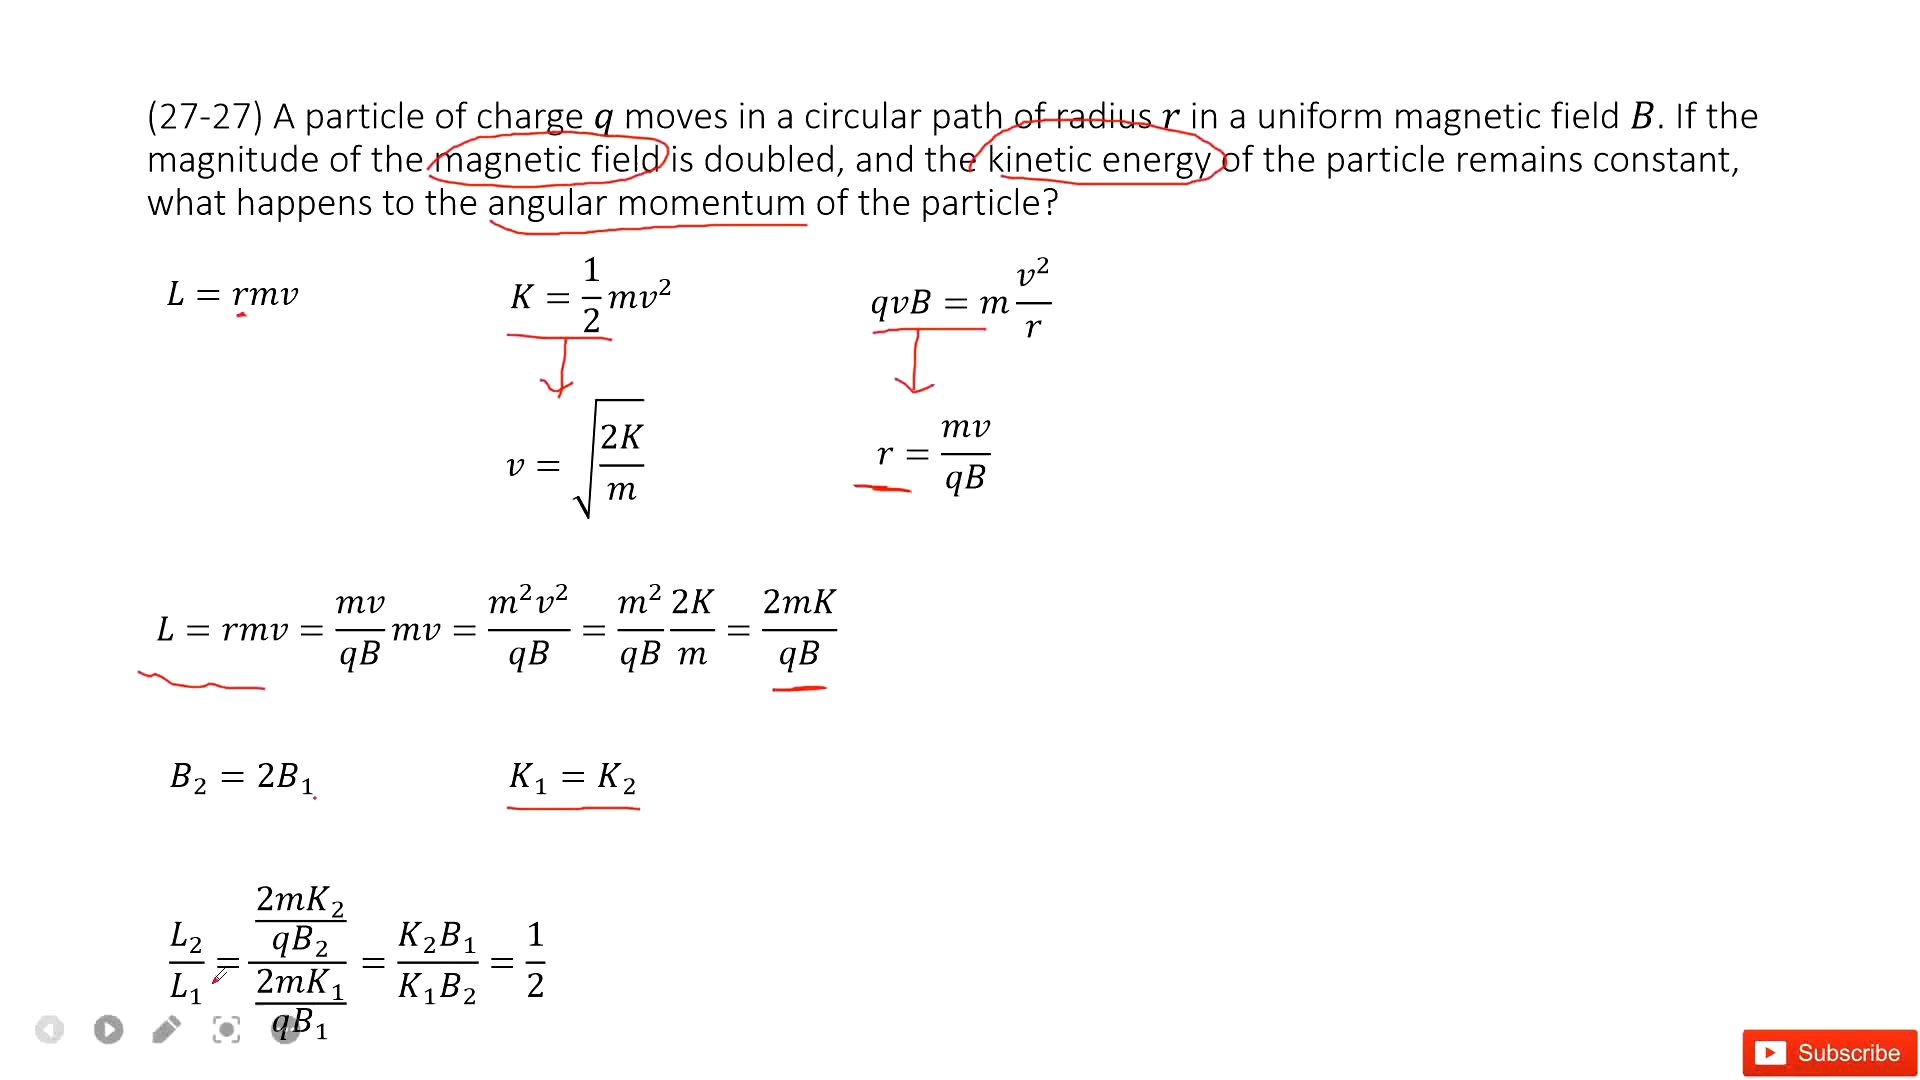 (27-27) A particle of charge q moves in a circular path of radius r in a uniform magnetic field B. If the
magnitude of the magnetic field is doubled, and the kinetic energy of the particle remains constant,
what happens to the angular momentum of the particle?
L = rmv
K = 1/2 mv²
qvB = m v²/r
v = √(2K/m)
r = mv/qB
L = rmv = mv/qB mv = m²v²/qB = m²/qB 2K/m = 2mK/qB
B₂ = 2B₁
K₁ = K₂
L₂/L₁ = (2mK₂/qB₂)/(2mK₁/qB₁) = K₂B₁/K₁B₂ = 1/2
Subscribe